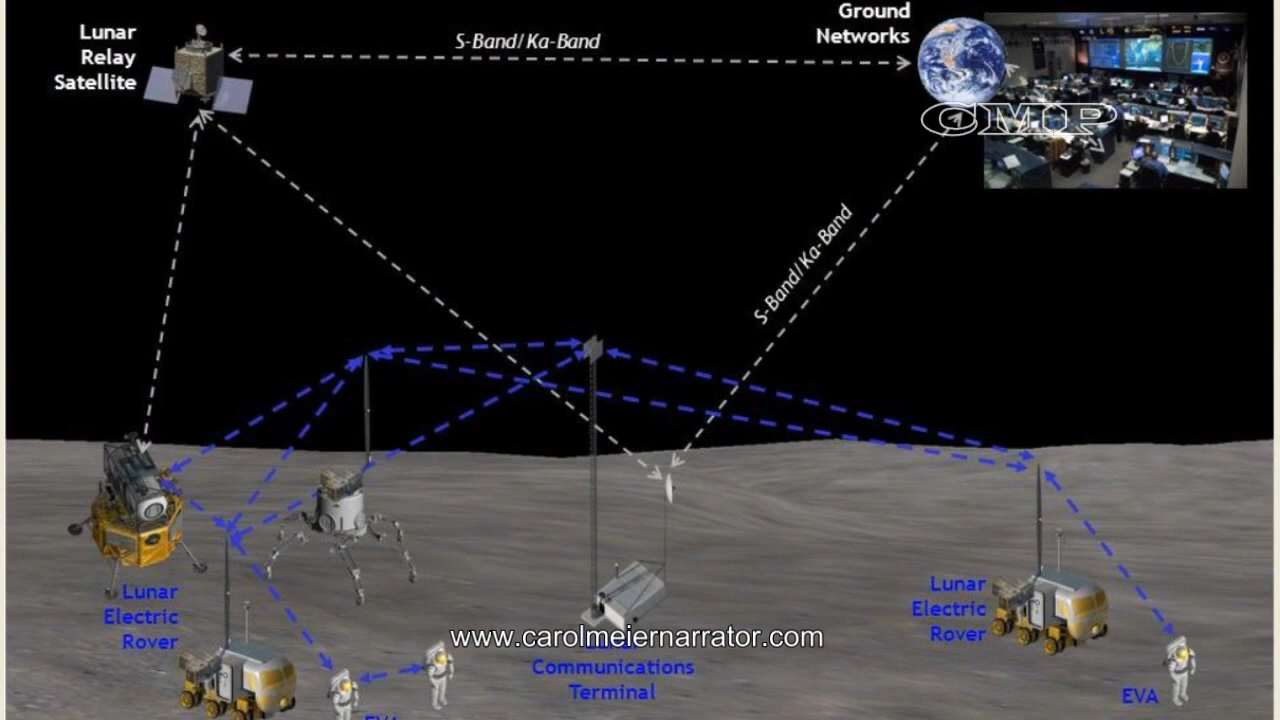 Lunar
Relay
Satellite
S-Band/Ka-Band
Ground
Networks
CMP
S-Band/Ka-Band
Lunar
Electric
Rover
Lunar
Electric
Rover
www.carolmeiernarrator.com
Communications
Terminal
EVA
EVA